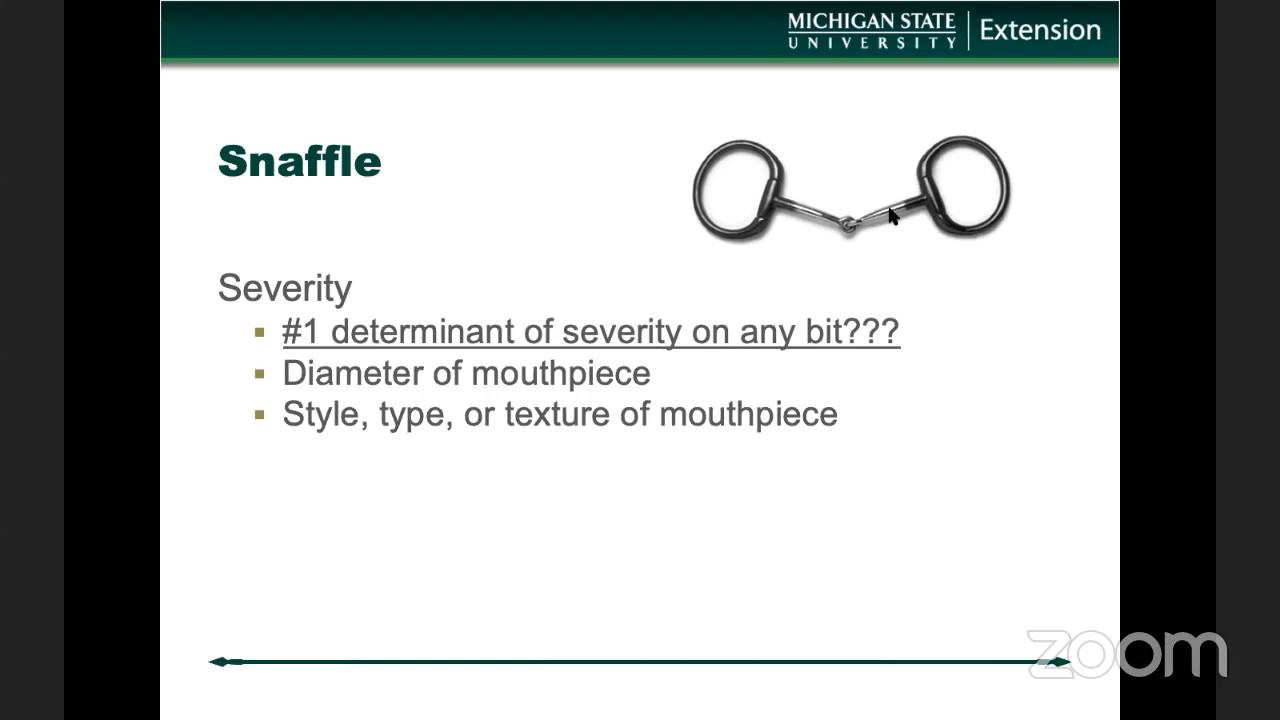 MICHIGAN STATE
UNIVERSITY
Extension
Snaffle
Severity
#1 determinant of severity on any bit???
Diameter of mouthpiece
Style, type, or texture of mouthpiece
zoom